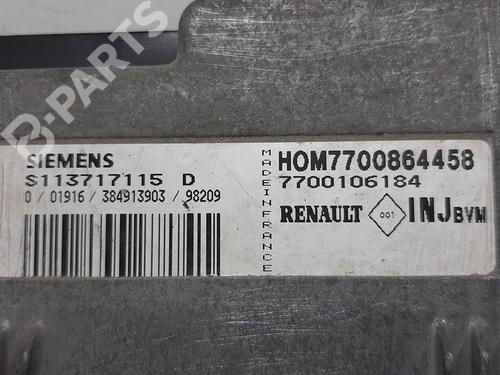 B-PARTS
SIEMENS
S113717115 D
0 / 01916 / 384913903 / 98209
MADE IN FRANCE
HOM7700864458
7700106184
RENAULT 001 INJ BVM